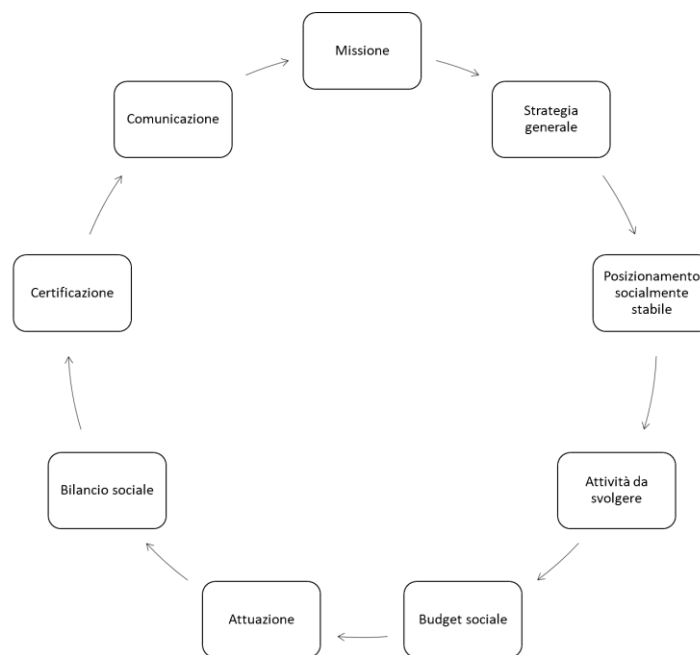 Missione
Strategia
generale
Posizionamento
socialmente
stabile
Attività da
svolgere
Budget sociale
Attuazione
Bilancio sociale
Certificazione
Comunicazione